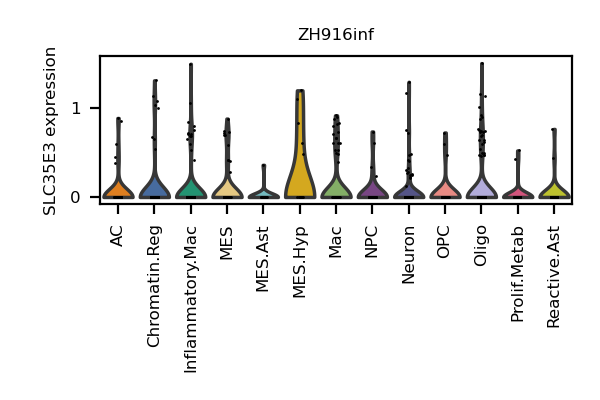 ZH916inf
SLC35E3 expression
1
0
AC
Chromatin.Reg
Inflammatory.Mac
MES
MES.Ast
MES.Hyp
Mac
NPC
Neuron
OPC
Oligo
Prolif.Metab
Reactive.Ast